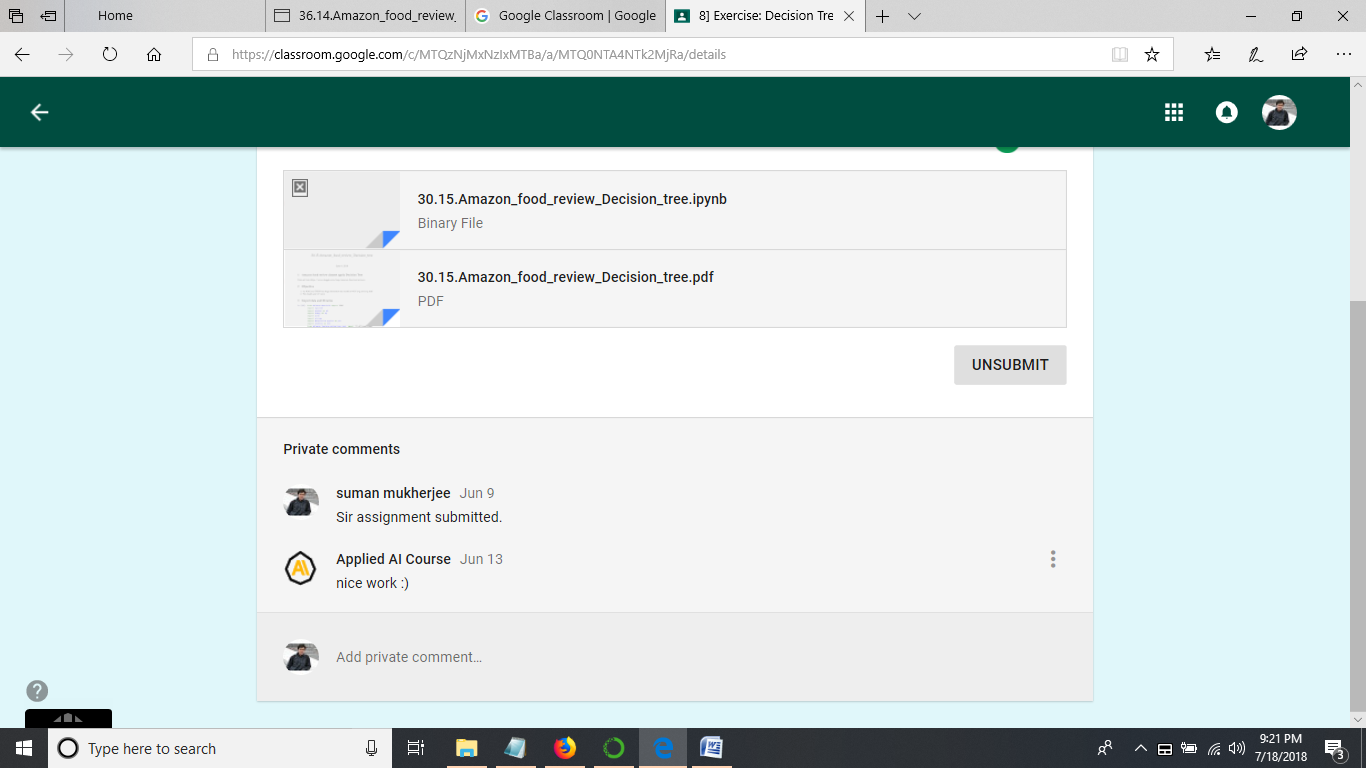 Home
36.14.Amazon_food_review_
Google Classroom | Google
8] Exercise: Decision Tre
https://classroom.google.com/c/MTQzNjMxNzIxMTBa/a/MTQ0NTA4NTk2MjRa/details
30.15.Amazon_food_review_Decision_tree.ipynb
Binary File
30.15.Amazon_food_review_Decision_tree.pdf
PDF
UNSUBMIT
Private comments
suman mukherjee Jun 9
Sir assignment submitted.
Applied AI Course Jun 13
nice work :)
Add private comment...
Type here to search
9:21 PM
7/18/2018
3